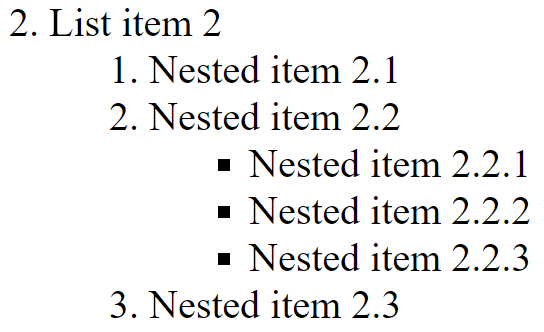 2. List item 2
1. Nested item 2.1
2. Nested item 2.2
▪ Nested item 2.2.1
▪ Nested item 2.2.2
▪ Nested item 2.2.3
3. Nested item 2.3